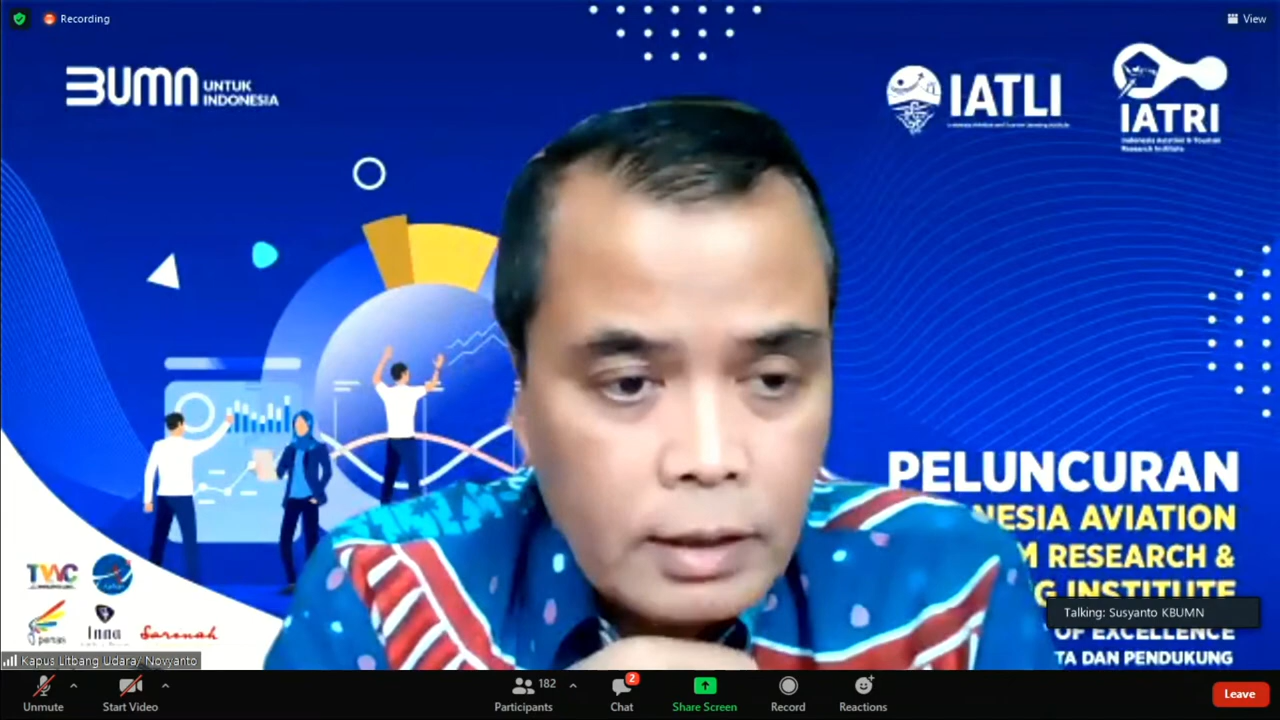 Recording
View
BUMN UNTUK
INDONESIA
IATLI
IATRI
Indonesia Aviation & Tourism
Research Institute
PELUNCURAN
NESIA AVIATION
M RESEARCH &
G INSTITUTE
Talking: Susyanto KBUMN
OF EXCELLENCE
TA DAN PENDUKUNG
TWC
Inna
Sarinah
Kapus Litbang Udara/ Novyanto
Unmute
Start Video
182
Participants
2
Chat
Share Screen
Record
Reactions
Leave